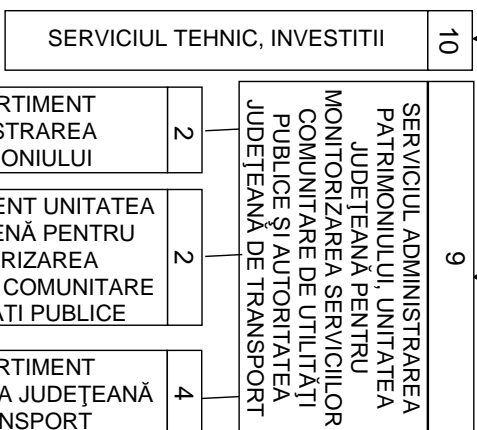 SERVICIUL TEHNIC, INVESTITII
10
SERVICIUL ADMINISTRAREA
PATRIMONIULUI, UNITATEA
JUDEŢEANĂ PENTRU
MONITORIZAREA SERVICIILOR
COMUNITARE DE UTILITĂŢI
PUBLICE ŞI AUTORITATEA
JUDEŢEANĂ DE TRANSPORT
9
RTIMENT
STRAREA
ONIULUI
2
ENT UNITATEA
ENĂ PENTRU
RIZAREA
COMUNITARE
ATI PUBLICE
2
RTIMENT
A JUDEŢEANĂ
NSPORT
4